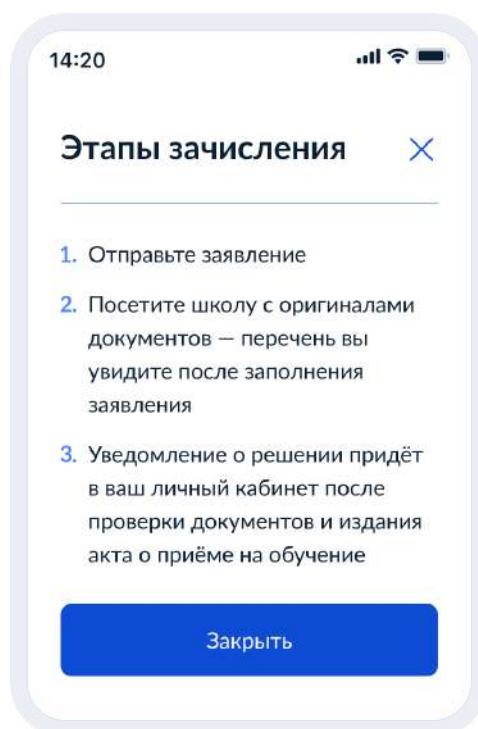 14:20
Этапы зачисления
1. Отправьте заявление
2. Посетите школу с оригиналами
документов — перечень вы
увидите после заполнения
заявления
3. Уведомление о решении придёт
в ваш личный кабинет после
проверки документов и издания
акта о приёме на обучение
Закрыть